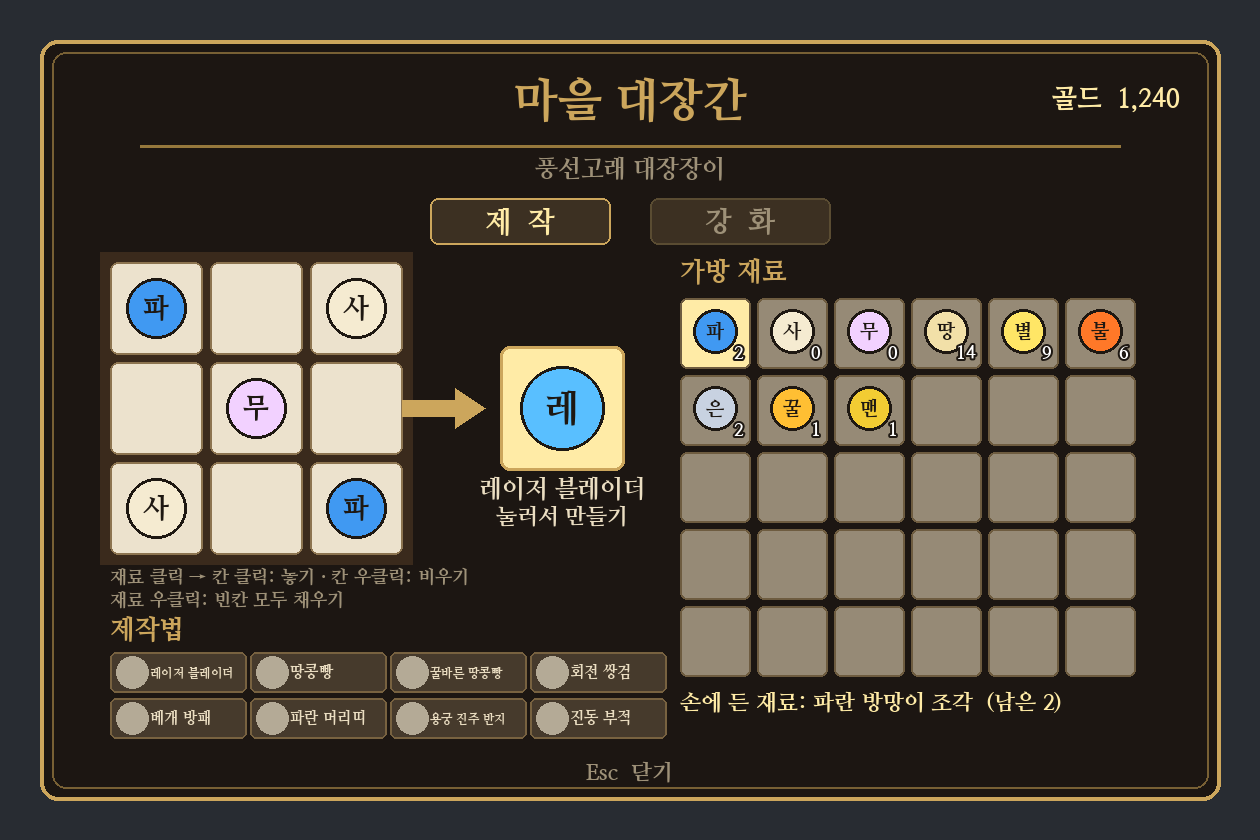 마을 대장간
골드 1,240
풍선고래 대장장이
제 작
강 화
파 사
무
사 파
레
레이저 블레이더
눌러서 만들기
재료 클릭 → 칸 클릭: 놓기 · 칸 우클릭: 비우기
재료 우클릭: 빈칸 모두 채우기
제작법
레이저 블레이더 땅콩빵 꿀바른 땅콩빵 회전 쌍검
베개 방패 파란 머리띠 용궁 진주 반지 진동 부적
가방 재료
파 2 사 0 무 0 땅 14 별 9 불 6
은 2 꿀 1 맨 1
손에 든 재료: 파란 방망이 조각 (남은 2)
Esc 닫기